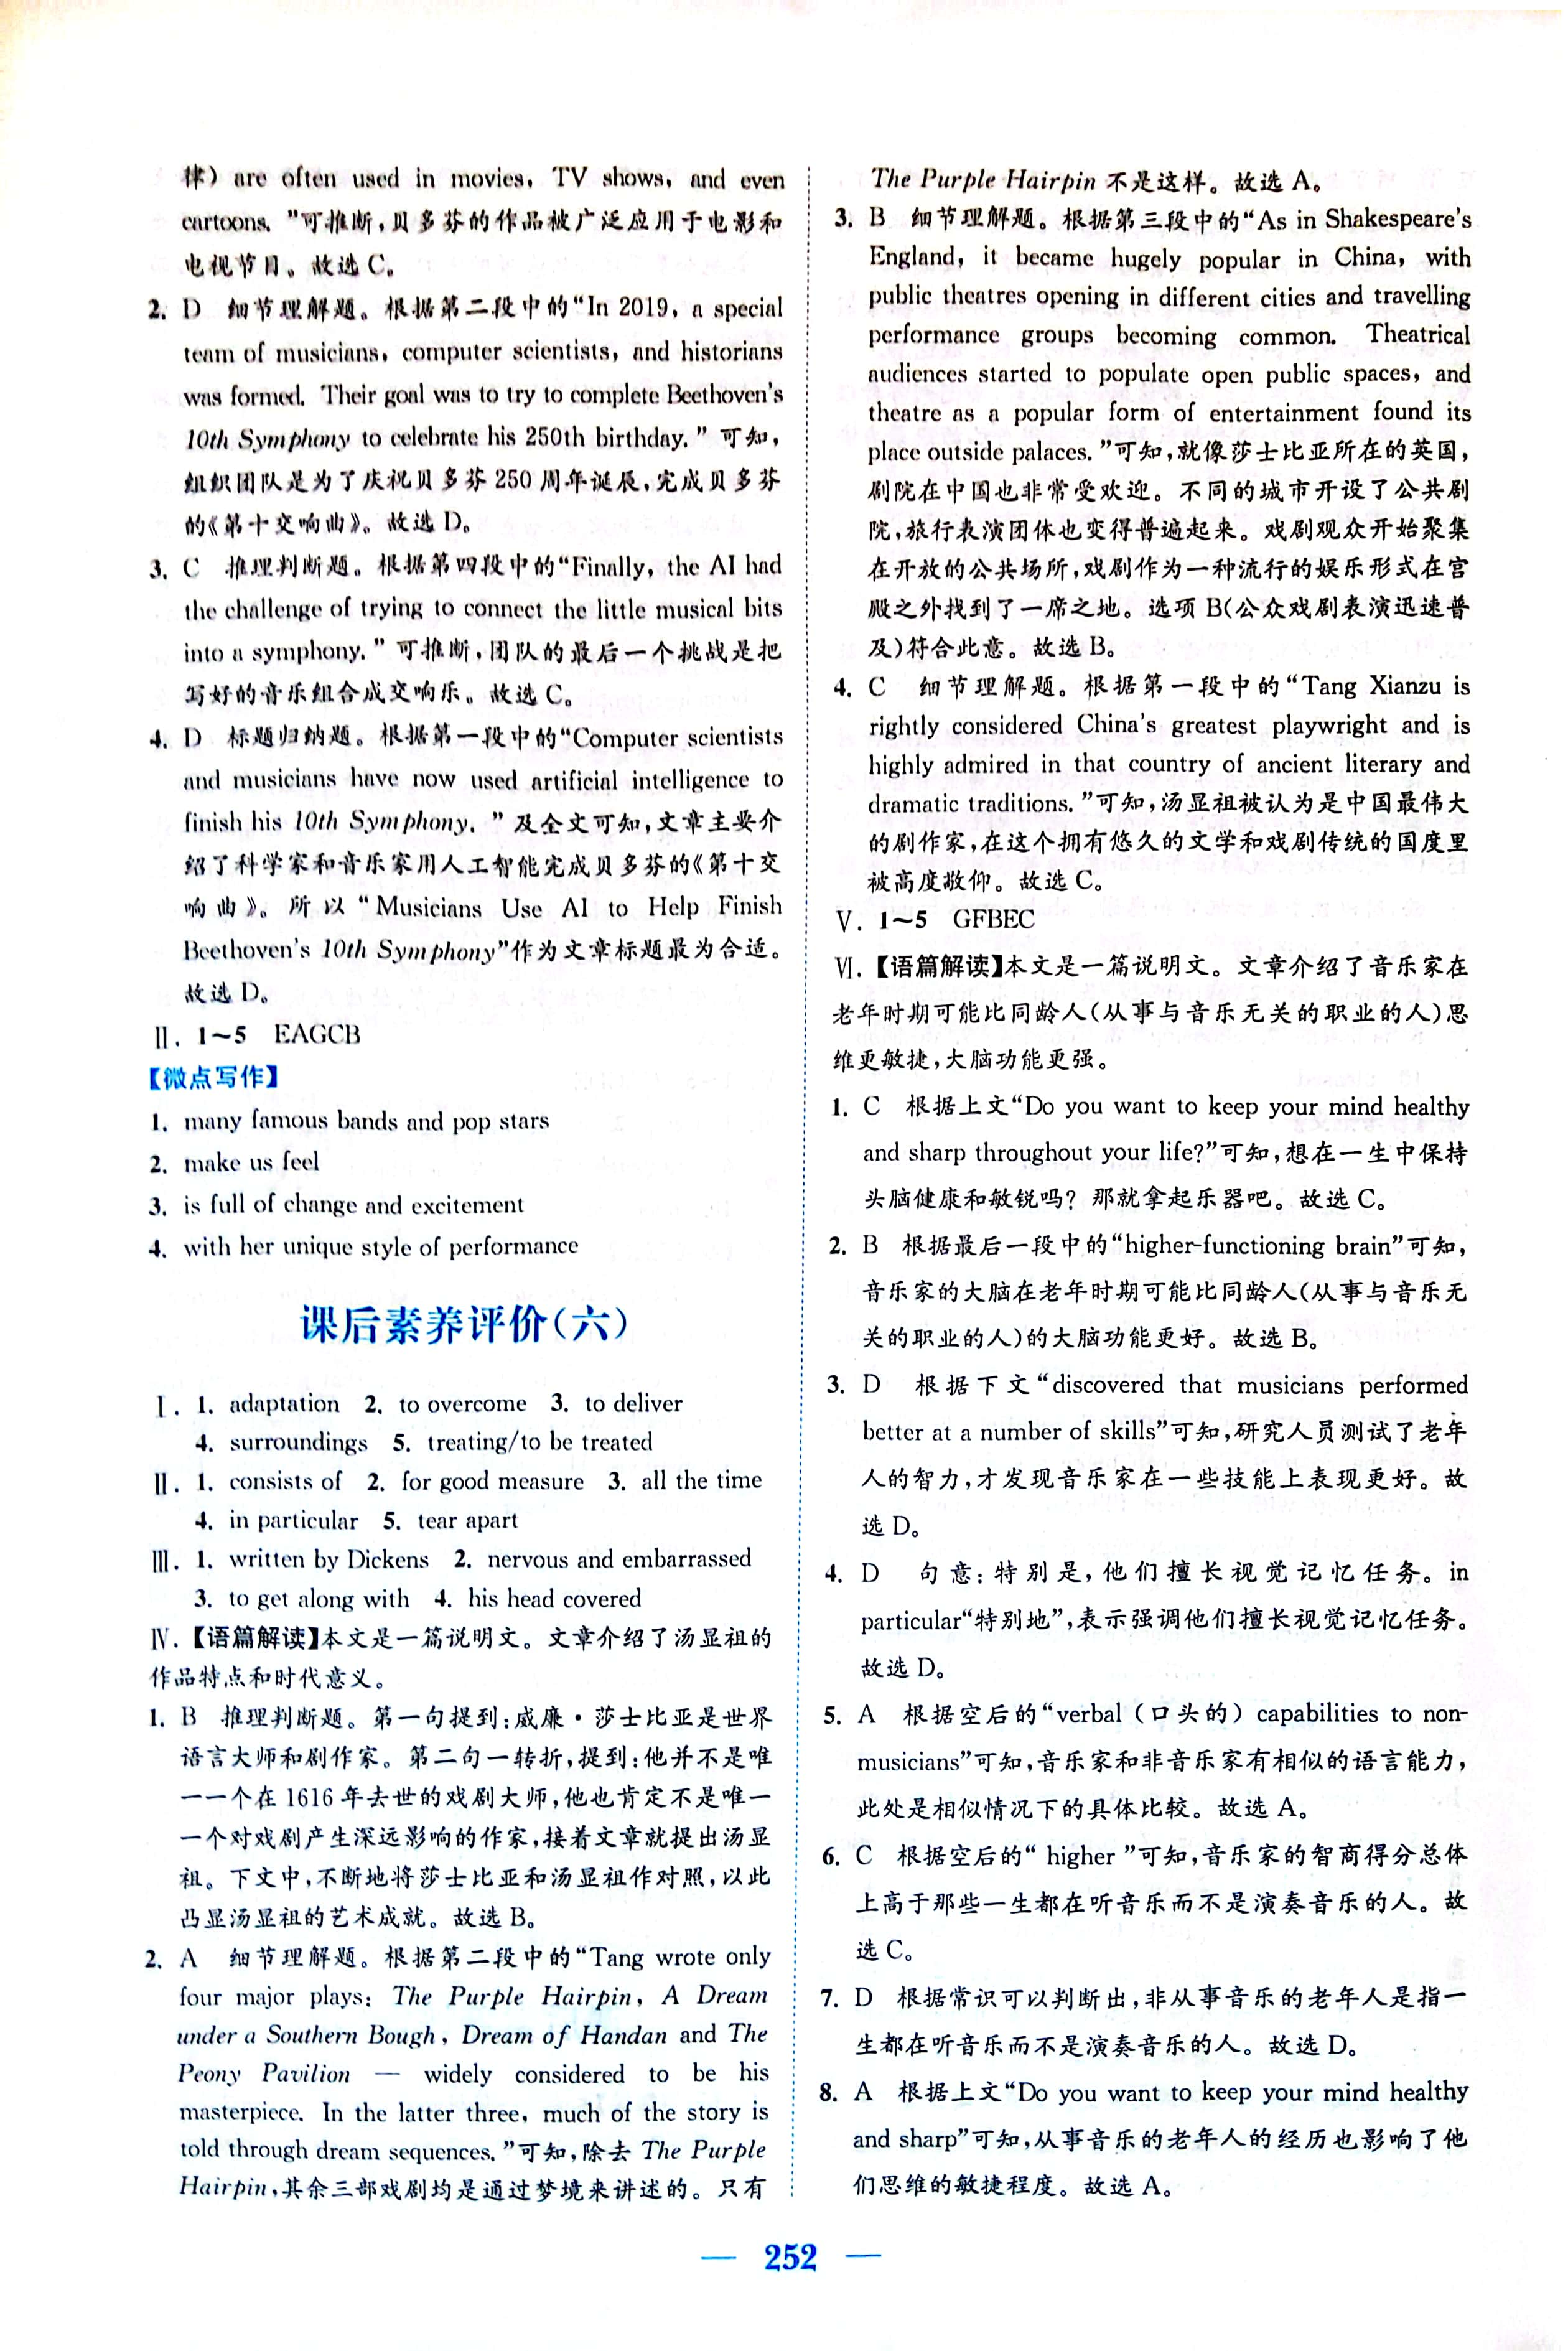 律) are often used in movies, TV shows, and even
cartoons. ”可推断,贝多芬的作品被广泛应用于电影和
电视节目。故选 C。
2. D 细节理解题。根据第二段中的“In 2019, a special
team of musicians, computer scientists, and historians
was formed. Their goal was to try to complete Beethoven's
10th Symphony to celebrate his 250th birthday. ” 可知,
组织团队是为了庆祝贝多芬 250 周年诞辰,完成贝多芬
的《第十交响曲》。故选 D。
3. C 推理判断题。根据第四段中的“Finally, the AI had
the challenge of trying to connect the little musical bits
into a symphony. ” 可推断,团队的最后一个挑战是把
写好的音乐组合成交响乐。故选 C。
4. D 标题归纳题。根据第一段中的“Computer scientists
and musicians have now used artificial intelligence to
finish his 10th Symphony. ” 及全文可知,文章主要介
绍了科学家和音乐家用人工智能完成贝多芬的《第十交
响曲》。所以“Musicians Use AI to Help Finish
Beethoven's 10th Symphony”作为文章标题最为合适。
故选 D。
Ⅱ. 1~5 EAGCB
【微点写作】
1. many famous bands and pop stars
2. make us feel
3. is full of change and excitement
4. with her unique style of performance
课后素养评价(六)
Ⅰ. 1. adaptation 2. to overcome 3. to deliver
4. surroundings 5. treating/to be treated
Ⅱ. 1. consists of 2. for good measure 3. all the time
4. in particular 5. tear apart
Ⅲ. 1. written by Dickens 2. nervous and embarrassed
3. to get along with 4. his head covered
Ⅳ.【语篇解读】本文是一篇说明文。文章介绍了汤显祖的
作品特点和时代意义。
1. B 推理判断题。第一句提到:威廉·莎士比亚是世界
语言大师和剧作家。第二句一转折,提到:他并不是唯
一一个在 1616 年去世的戏剧大师,他也肯定不是唯一
一个对戏剧产生深远影响的作家,接着文章就提出汤显
祖。下文中,不断地将莎士比亚和汤显祖作对照,以此
凸显汤显祖的艺术成就。故选 B。
2. A 细节理解题。根据第二段中的“Tang wrote only
four major plays: The Purple Hairpin, A Dream
under a Southern Bough, Dream of Handan and The
Peony Pavilion — widely considered to be his
masterpiece. In the latter three, much of the story is
told through dream sequences. ”可知,除去 The Purple
Hairpin,其余三部戏剧均是通过梦境来讲述的。只有
The Purple Hairpin 不是这样。故选 A。
3. B 细节理解题。根据第三段中的“As in Shakespeare's
England, it became hugely popular in China, with
public theatres opening in different cities and travelling
performance groups becoming common. Theatrical
audiences started to populate open public spaces, and
theatre as a popular form of entertainment found its
place outside palaces. ”可知,就像莎士比亚所在的英国,
剧院在中国也非常受欢迎。不同的城市开设了公共剧
院,旅行表演团体也变得普遍起来。戏剧观众开始聚集
在开放的公共场所,戏剧作为一种流行的娱乐形式在宫
殿之外找到了一席之地。选项 B(公众戏剧表演迅速普
及)符合此意。故选 B。
4. C 细节理解题。根据第一段中的“Tang Xianzu is
rightly considered China's greatest playwright and is
highly admired in that country of ancient literary and
dramatic traditions. ”可知,汤显祖被认为是中国最伟大
的剧作家,在这个拥有悠久的文学和戏剧传统的国度里
被高度敬仰。故选 C。
Ⅴ. 1~5 GFBEC
Ⅵ.【语篇解读】本文是一篇说明文。文章介绍了音乐家在
老年时期可能比同龄人(从事与音乐无关的职业的人)思
维更敏捷,大脑功能更强。
1. C 根据上文“Do you want to keep your mind healthy
and sharp throughout your life?”可知,想在一生中保持
头脑健康和敏锐吗? 那就拿起乐器吧。故选 C。
2. B 根据最后一段中的“higher-functioning brain”可知,
音乐家的大脑在老年时期可能比同龄人(从事与音乐无
关的职业的人)的大脑功能更好。故选 B。
3. D 根据下文“discovered that musicians performed
better at a number of skills”可知,研究人员测试了老年
人的智力,才发现音乐家在一些技能上表现更好。故
选 D。
4. D 句意:特别是,他们擅长视觉记忆任务。in
particular“特别地”,表示强调他们擅长视觉记忆任务。
故选 D。
5. A 根据空后的“verbal (口头的) capabilities to non-
musicians”可知,音乐家和非音乐家有相似的语言能力,
此处是相似情况下的具体比较。故选 A。
6. C 根据空后的“ higher ”可知,音乐家的智商得分总体
上高于那些一生都在听音乐而不是演奏音乐的人。故
选 C。
7. D 根据常识可以判断出,非从事音乐的老年人是指一
生都在听音乐而不是演奏音乐的人。故选 D。
8. A 根据上文“Do you want to keep your mind healthy
and sharp”可知,从事音乐的老年人的经历也影响了他
们思维的敏捷程度。故选 A。
— 252 —